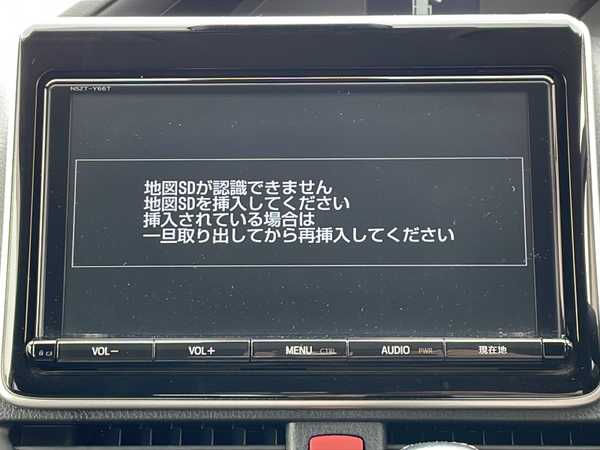 NSZT-Y66T
地図SDが認識できません
地図SDを挿入してください
挿入されている場合は
一旦取り出してから再挿入してください
VOL− VOL+ MENU CTRL AUDIO PWR 現在地